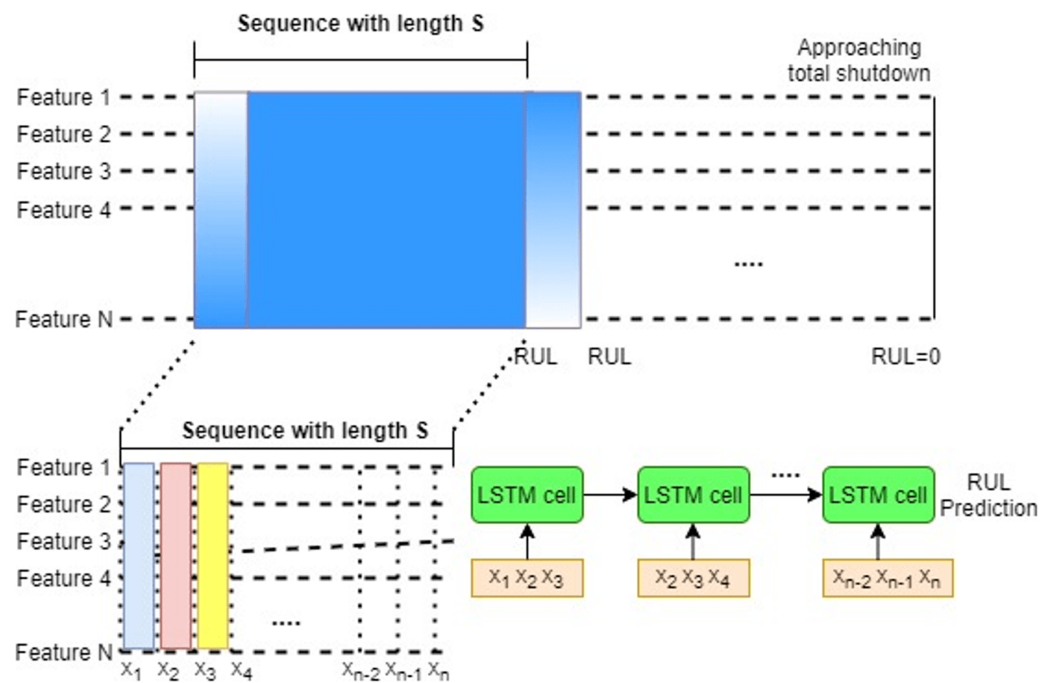 Sequence with length S
Approaching
total shutdown
Feature 1
Feature 2
Feature 3
Feature 4
....
Feature N
RUL RUL RUL=0
Sequence with length S
Feature 1
Feature 2
Feature 3
Feature 4
....
Feature N
X1 X2 X3 X4 Xn-2 Xn-1 Xn
....
LSTM cell LSTM cell LSTM cell
RUL
Prediction
X1 X2 X3 X2 X3 X4 Xn-2 Xn-1 Xn